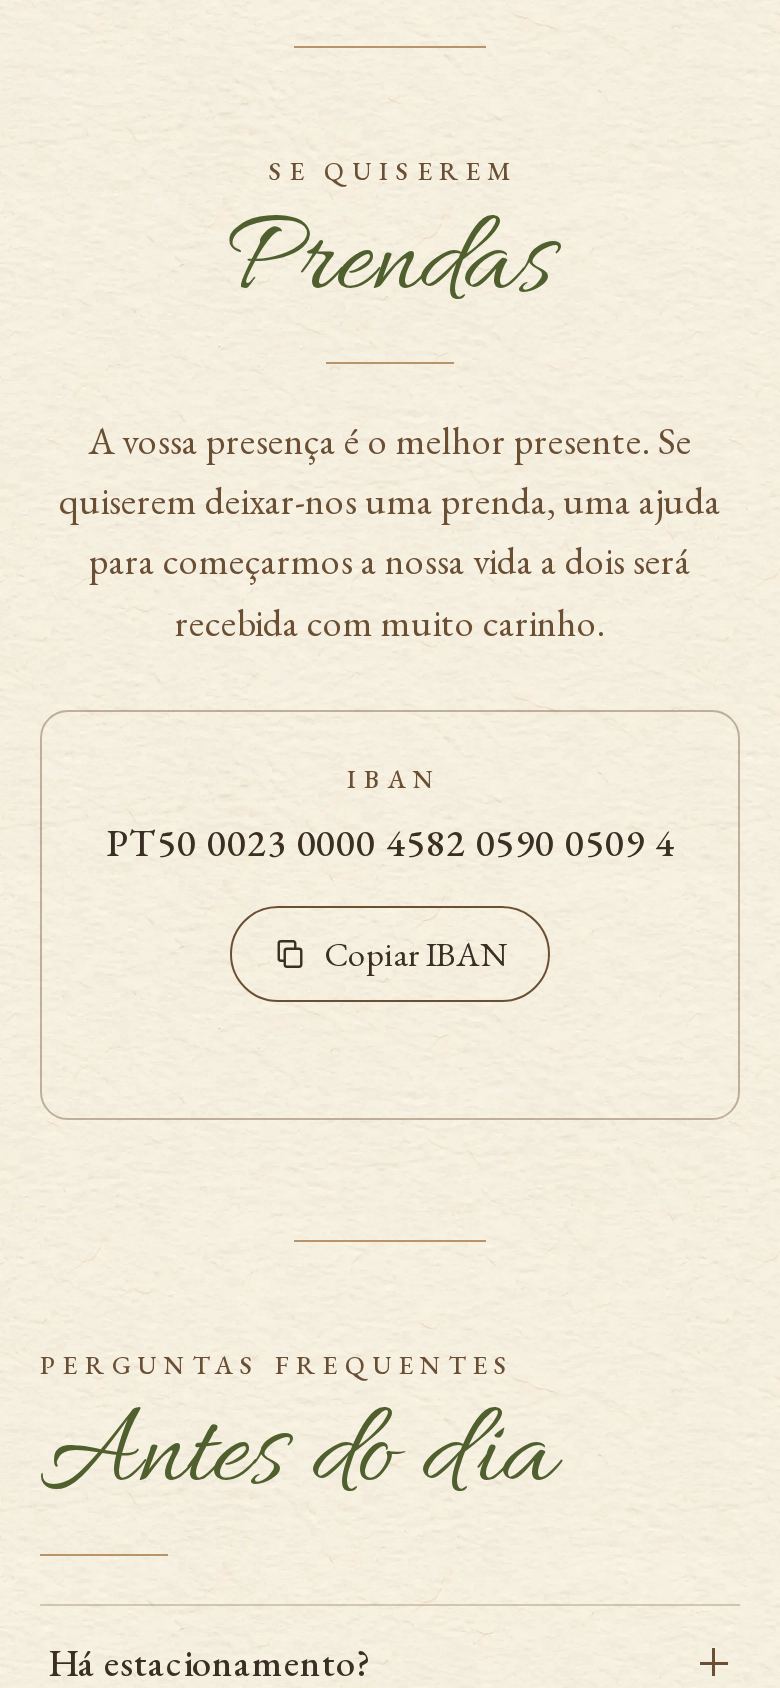 SE QUISEREM
Prendas
A vossa presença é o melhor presente. Se
quiserem deixar-nos uma prenda, uma ajuda
para começarmos a nossa vida a dois será
recebida com muito carinho.
IBAN
PT50 0023 0000 4582 0590 0509 4
Copiar IBAN
PERGUNTAS FREQUENTES
Antes do dia
Há estacionamento?